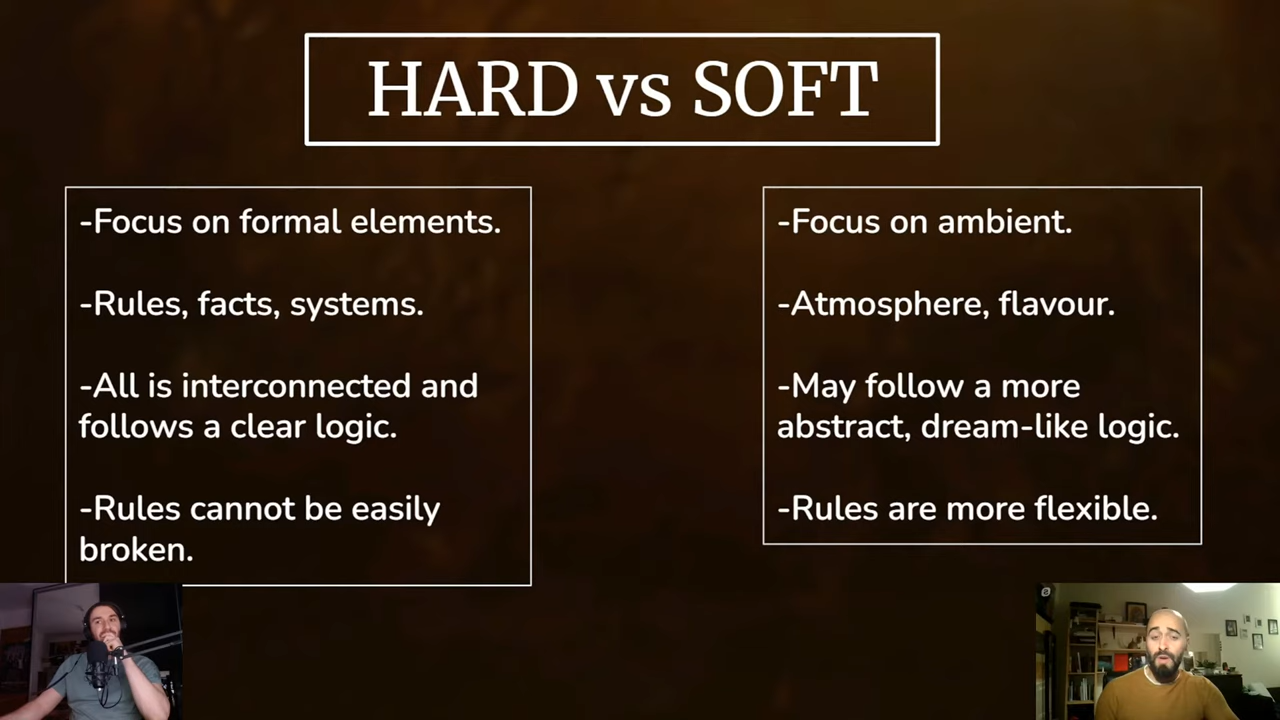 HARD vs SOFT
-Focus on formal elements.
-Rules, facts, systems.
-All is interconnected and
follows a clear logic.
-Rules cannot be easily
broken.
-Focus on ambient.
-Atmosphere, flavour.
-May follow a more
abstract, dream-like logic.
-Rules are more flexible.